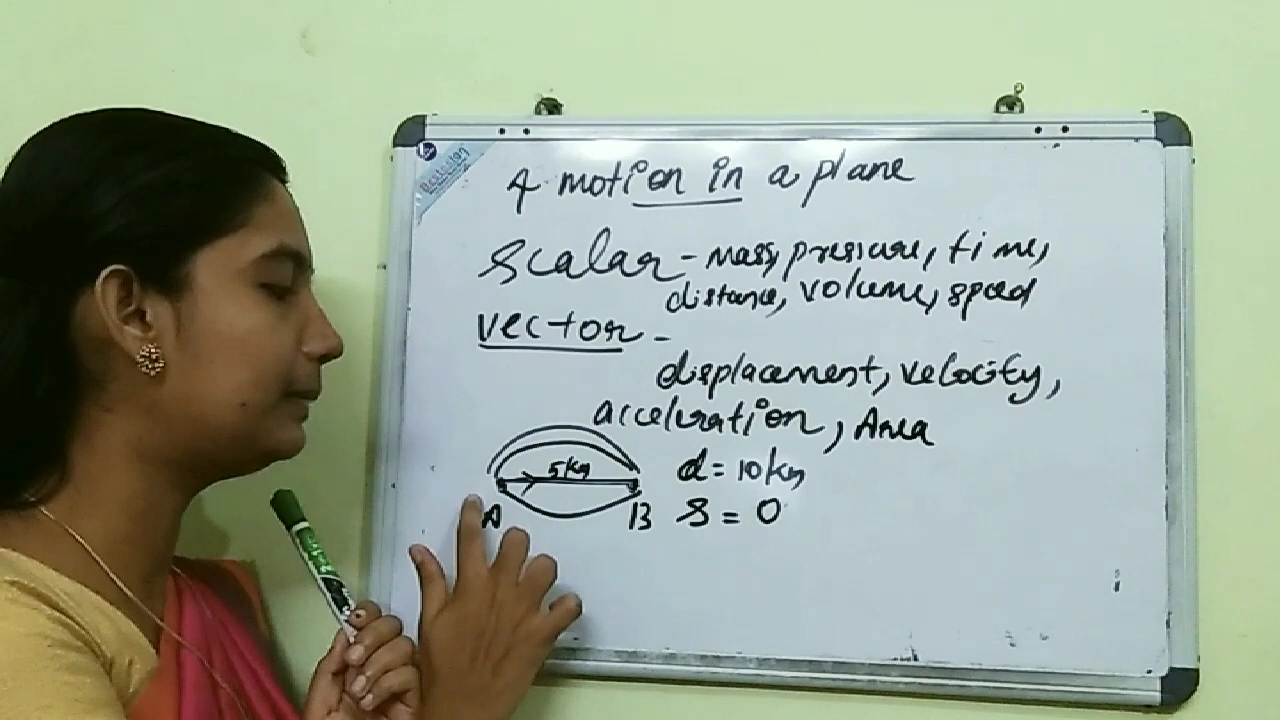 4 motion in a plane
Scalar - mass, pressure, time,
distance, volume, speed
vector -
displacement, velocity,
acceleration, Area
5km
d = 10km
A
B
S = 0